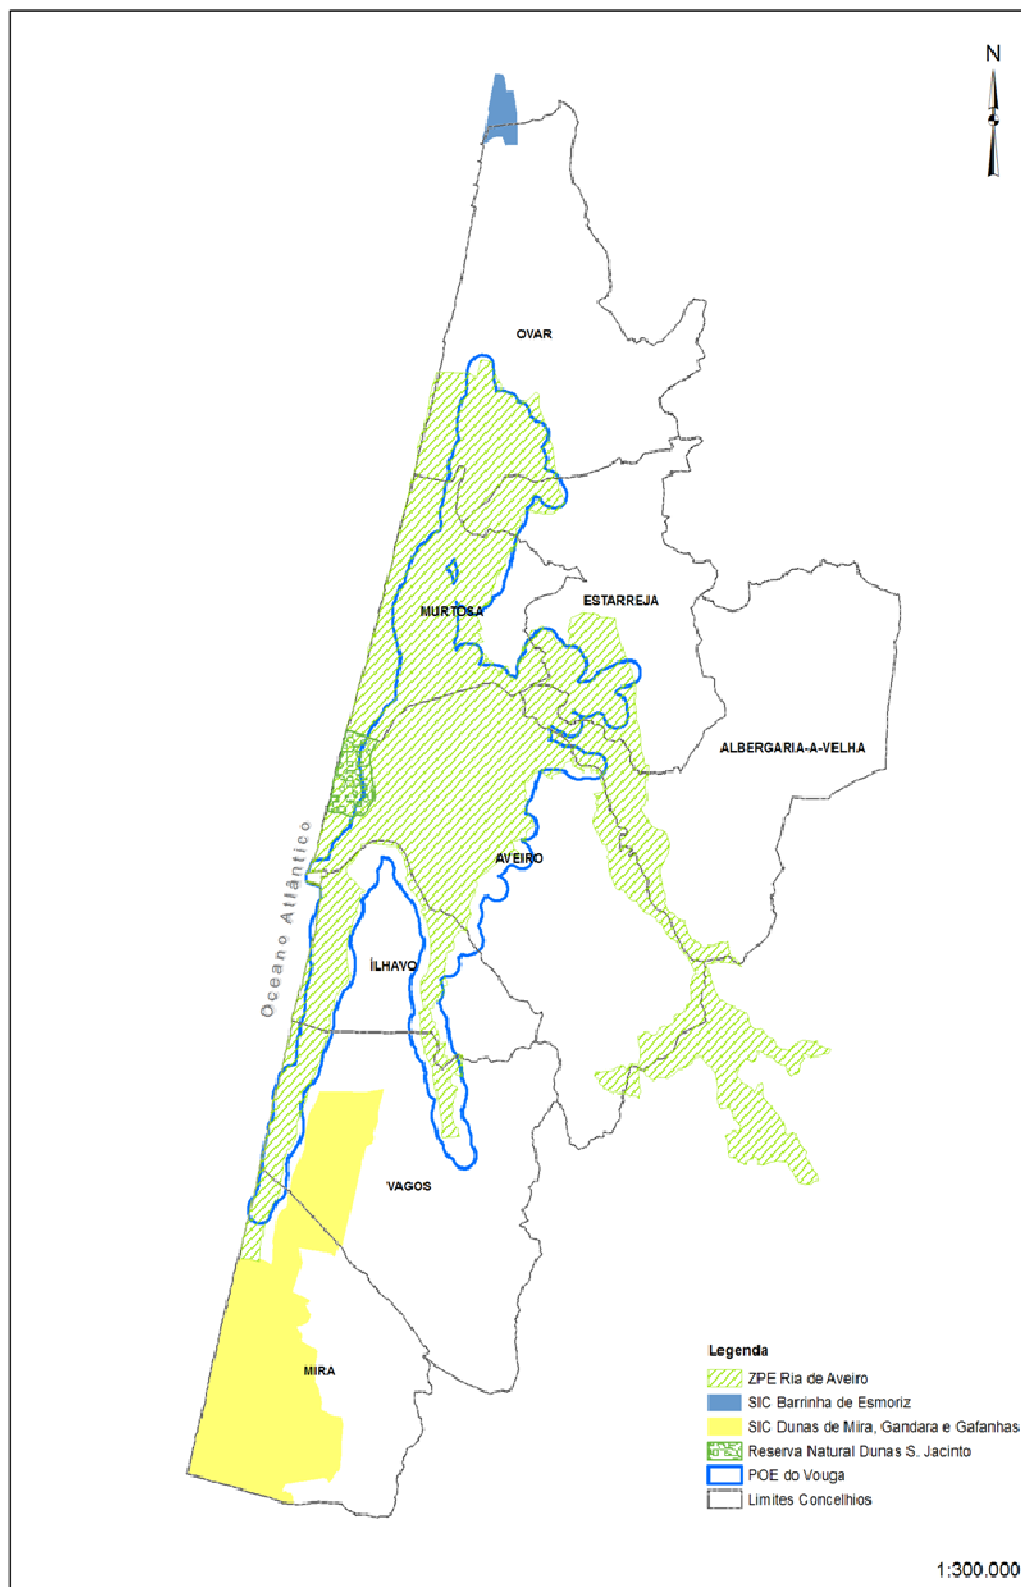 N
OVAR
ESTARREJA
MURTOSA
ALBERGARIA-A-VELHA
AVEIRO
Oceano Atlântico
ÍLHAVO
VAGOS
MIRA
Legenda
ZPE Ria de Aveiro
SIC Barrinha de Esmoriz
SIC Dunas de Mira, Gandara e Gafanhas
Reserva Natural Dunas S. Jacinto
POE do Vouga
Limites Concelhios
1:300.000